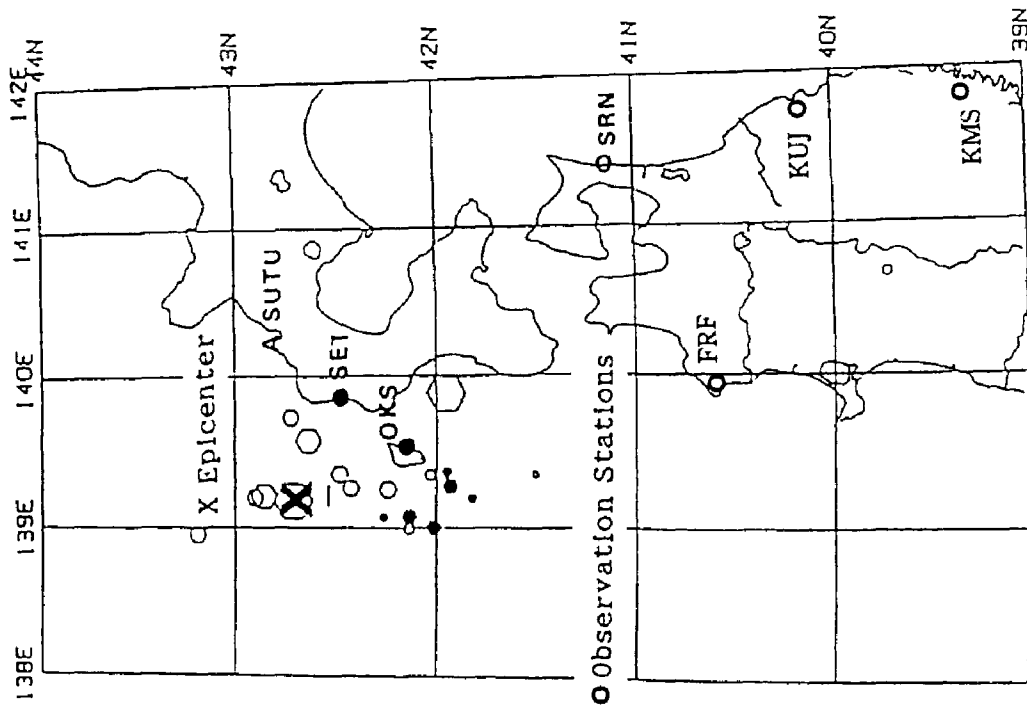 138E
139E
140E
141E
142E
44N
43N
42N
41N
40N
39N
X Epicenter
A SUTU
SET
OKS
SRN
Observation Stations
FRF
KUJ
KMS